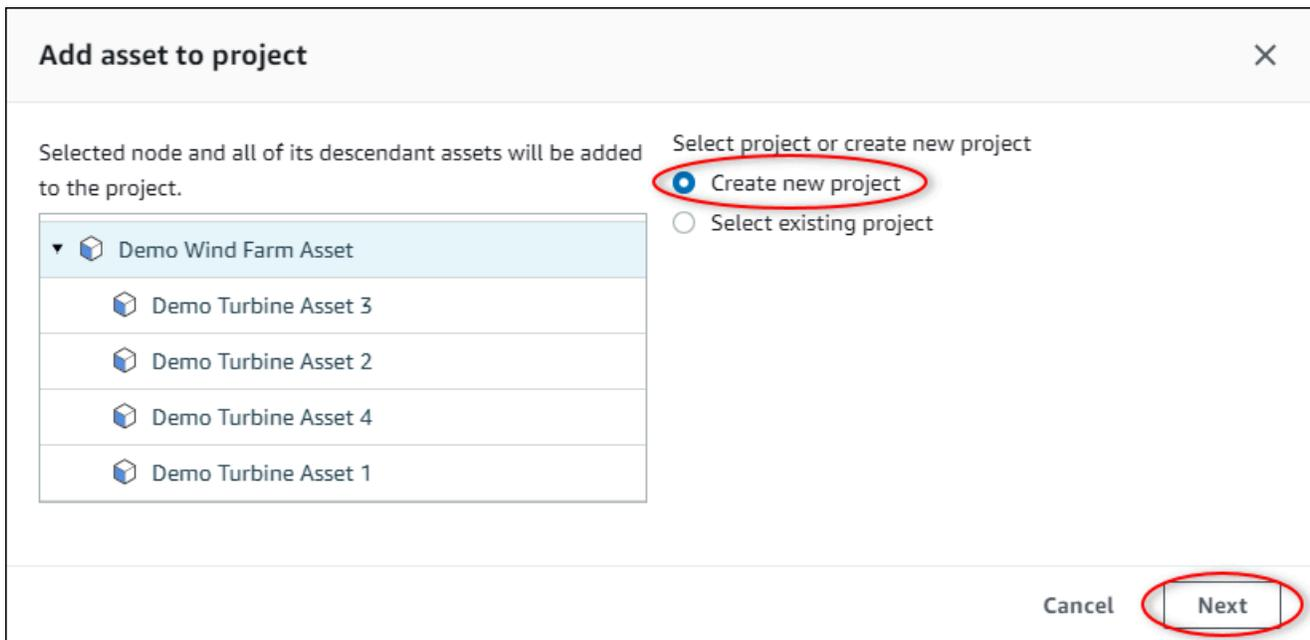 Add asset to project
Selected node and all of its descendant assets will be added
to the project.
Demo Wind Farm Asset
Demo Turbine Asset 3
Demo Turbine Asset 2
Demo Turbine Asset 4
Demo Turbine Asset 1
Select project or create new project
Create new project
Select existing project
Cancel
Next